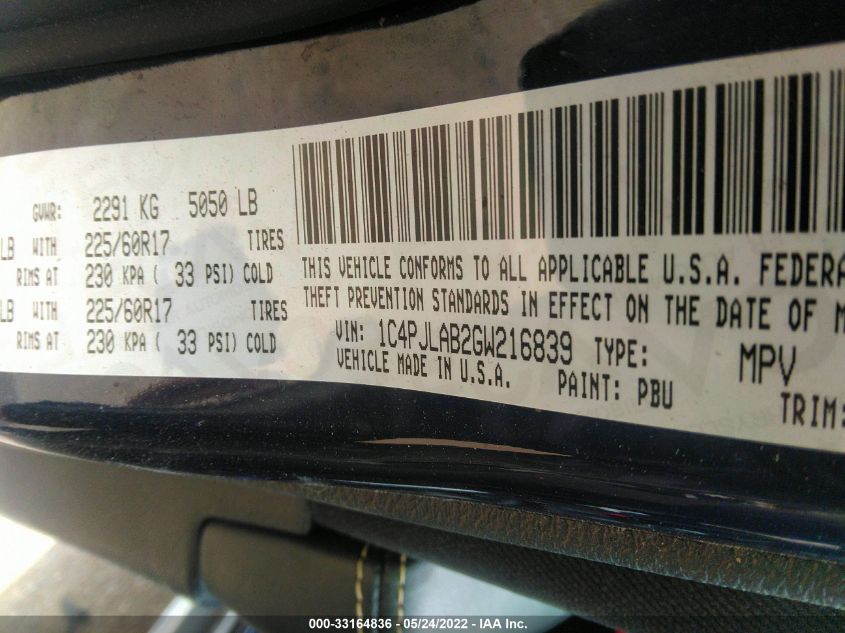 GVWR: 2291 KG 5050 LB
LB WITH 225/60R17 TIRES
RIMS AT 230 KPA ( 33 PSI) COLD
LB WITH 225/60R17 TIRES
RIMS AT 230 KPA ( 33 PSI) COLD
THIS VEHICLE CONFORMS TO ALL APPLICABLE U.S.A. FEDERA
THEFT PREVENTION STANDARDS IN EFFECT ON THE DATE OF M
VIN: 1C4PJLAB2GW216839 TYPE: MPV
VEHICLE MADE IN U.S.A. PAINT: PBU TRIM:
000-33164836 - 05/24/2022 - IAA Inc.